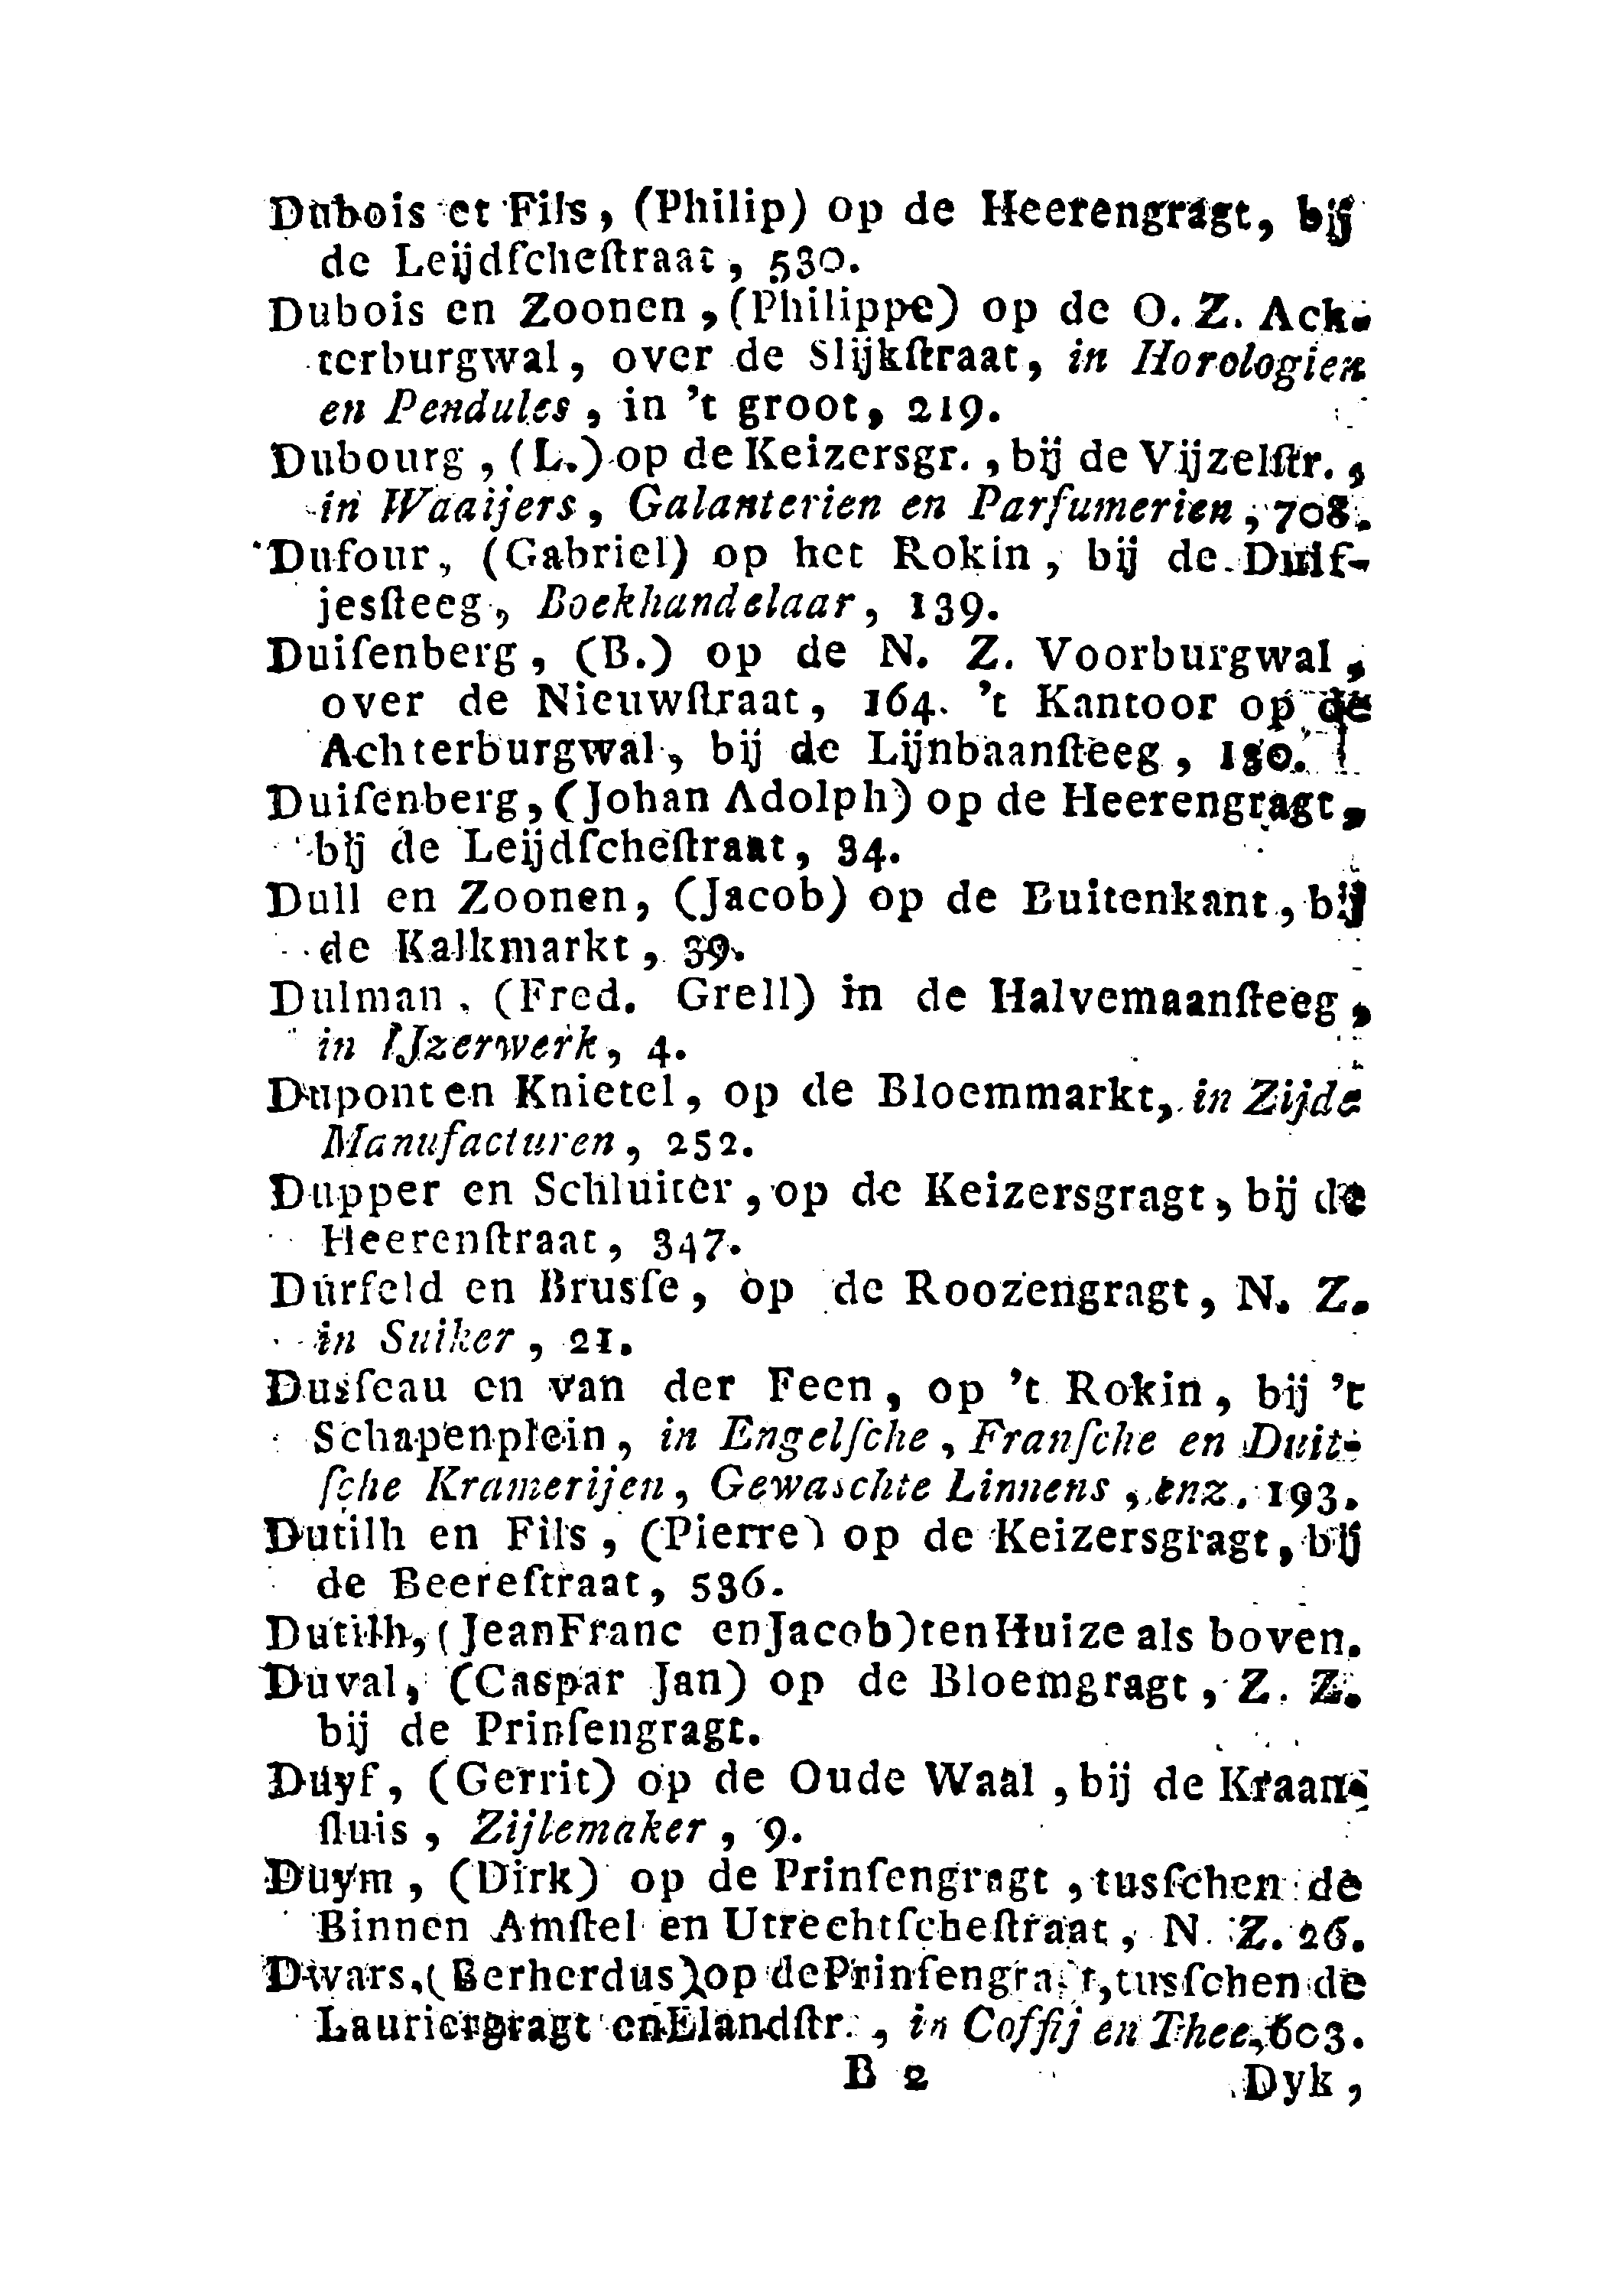 Dubois et Fils, (Philip) op de Heerengragt, bij
de Leijdſcheſtraat, 530.
Dubois en Zoonen, (Philippe) op de O. Z. Ach-
terburgwal, over de Slijkſtraat, in Horologien
en Pendules, in 't groot, 219.
Dubourg, (L.) op de Keizersgr., bij de Vijzelſtr.,
in Waaijers, Galanterien en Parfumerien, 708.
Dufour, (Gabriel) op het Rokin, bij de Duif-
jesſteeg, Boekhandelaar, 139.
Duiſenberg, (B.) op de N. Z. Voorburgwal,
over de Nieuwſtraat, 164. 't Kantoor op de
Achterburgwal, bij de Lijnbaanſteeg, 180.
Duiſenberg, (Johan Adolph) op de Heerengragt,
bij de Leijdſcheſtraat, 34.
Dull en Zoonen, (Jacob) op de Buitenkant, bij
de Kalkmarkt, 39.
Dulman, (Fred. Grell) in de Halvemaanſteeg,
in IJzerwerk, 4.
Dupont en Knietel, op de Bloemmarkt, in Zijde
Manufacturen, 252.
Dupper en Schluiter, op de Keizersgragt, bij de
Heerenſtraat, 347.
Durfeld en Brusſe, op de Roozengragt, N. Z.
in Suiker, 21.
Dusſeau en van der Feen, op 't Rokin, bij 't
Schapenplein, in Engelſche, Franſche en Duit-
ſche Kramerijen, Gewaschte Linnens, enz. 193.
Dutilh en Fils, (Pierre) op de Keizersgragt, bij
de Beereſtraat, 536.
Dutilh, (Jean Franc en Jacob) ten Huize als boven.
Duval, (Caspar Jan) op de Bloemgragt, Z. Z.
bij de Prinſengragt.
Duyf, (Gerrit) op de Oude Waal, bij de Kraan-
ſluis, Zijlemaker, 9.
Duym, (Dirk) op de Prinſengragt, tusſchen de
Binnen Amſtel en Utrechtſcheſtraat, N. Z. 26.
Dwars, (Berherdus) op de Prinſengragt, tusſchen de
Lauriergragt en Elandſtr., in Coffij en Thee, 603.
B 2
Dyk,